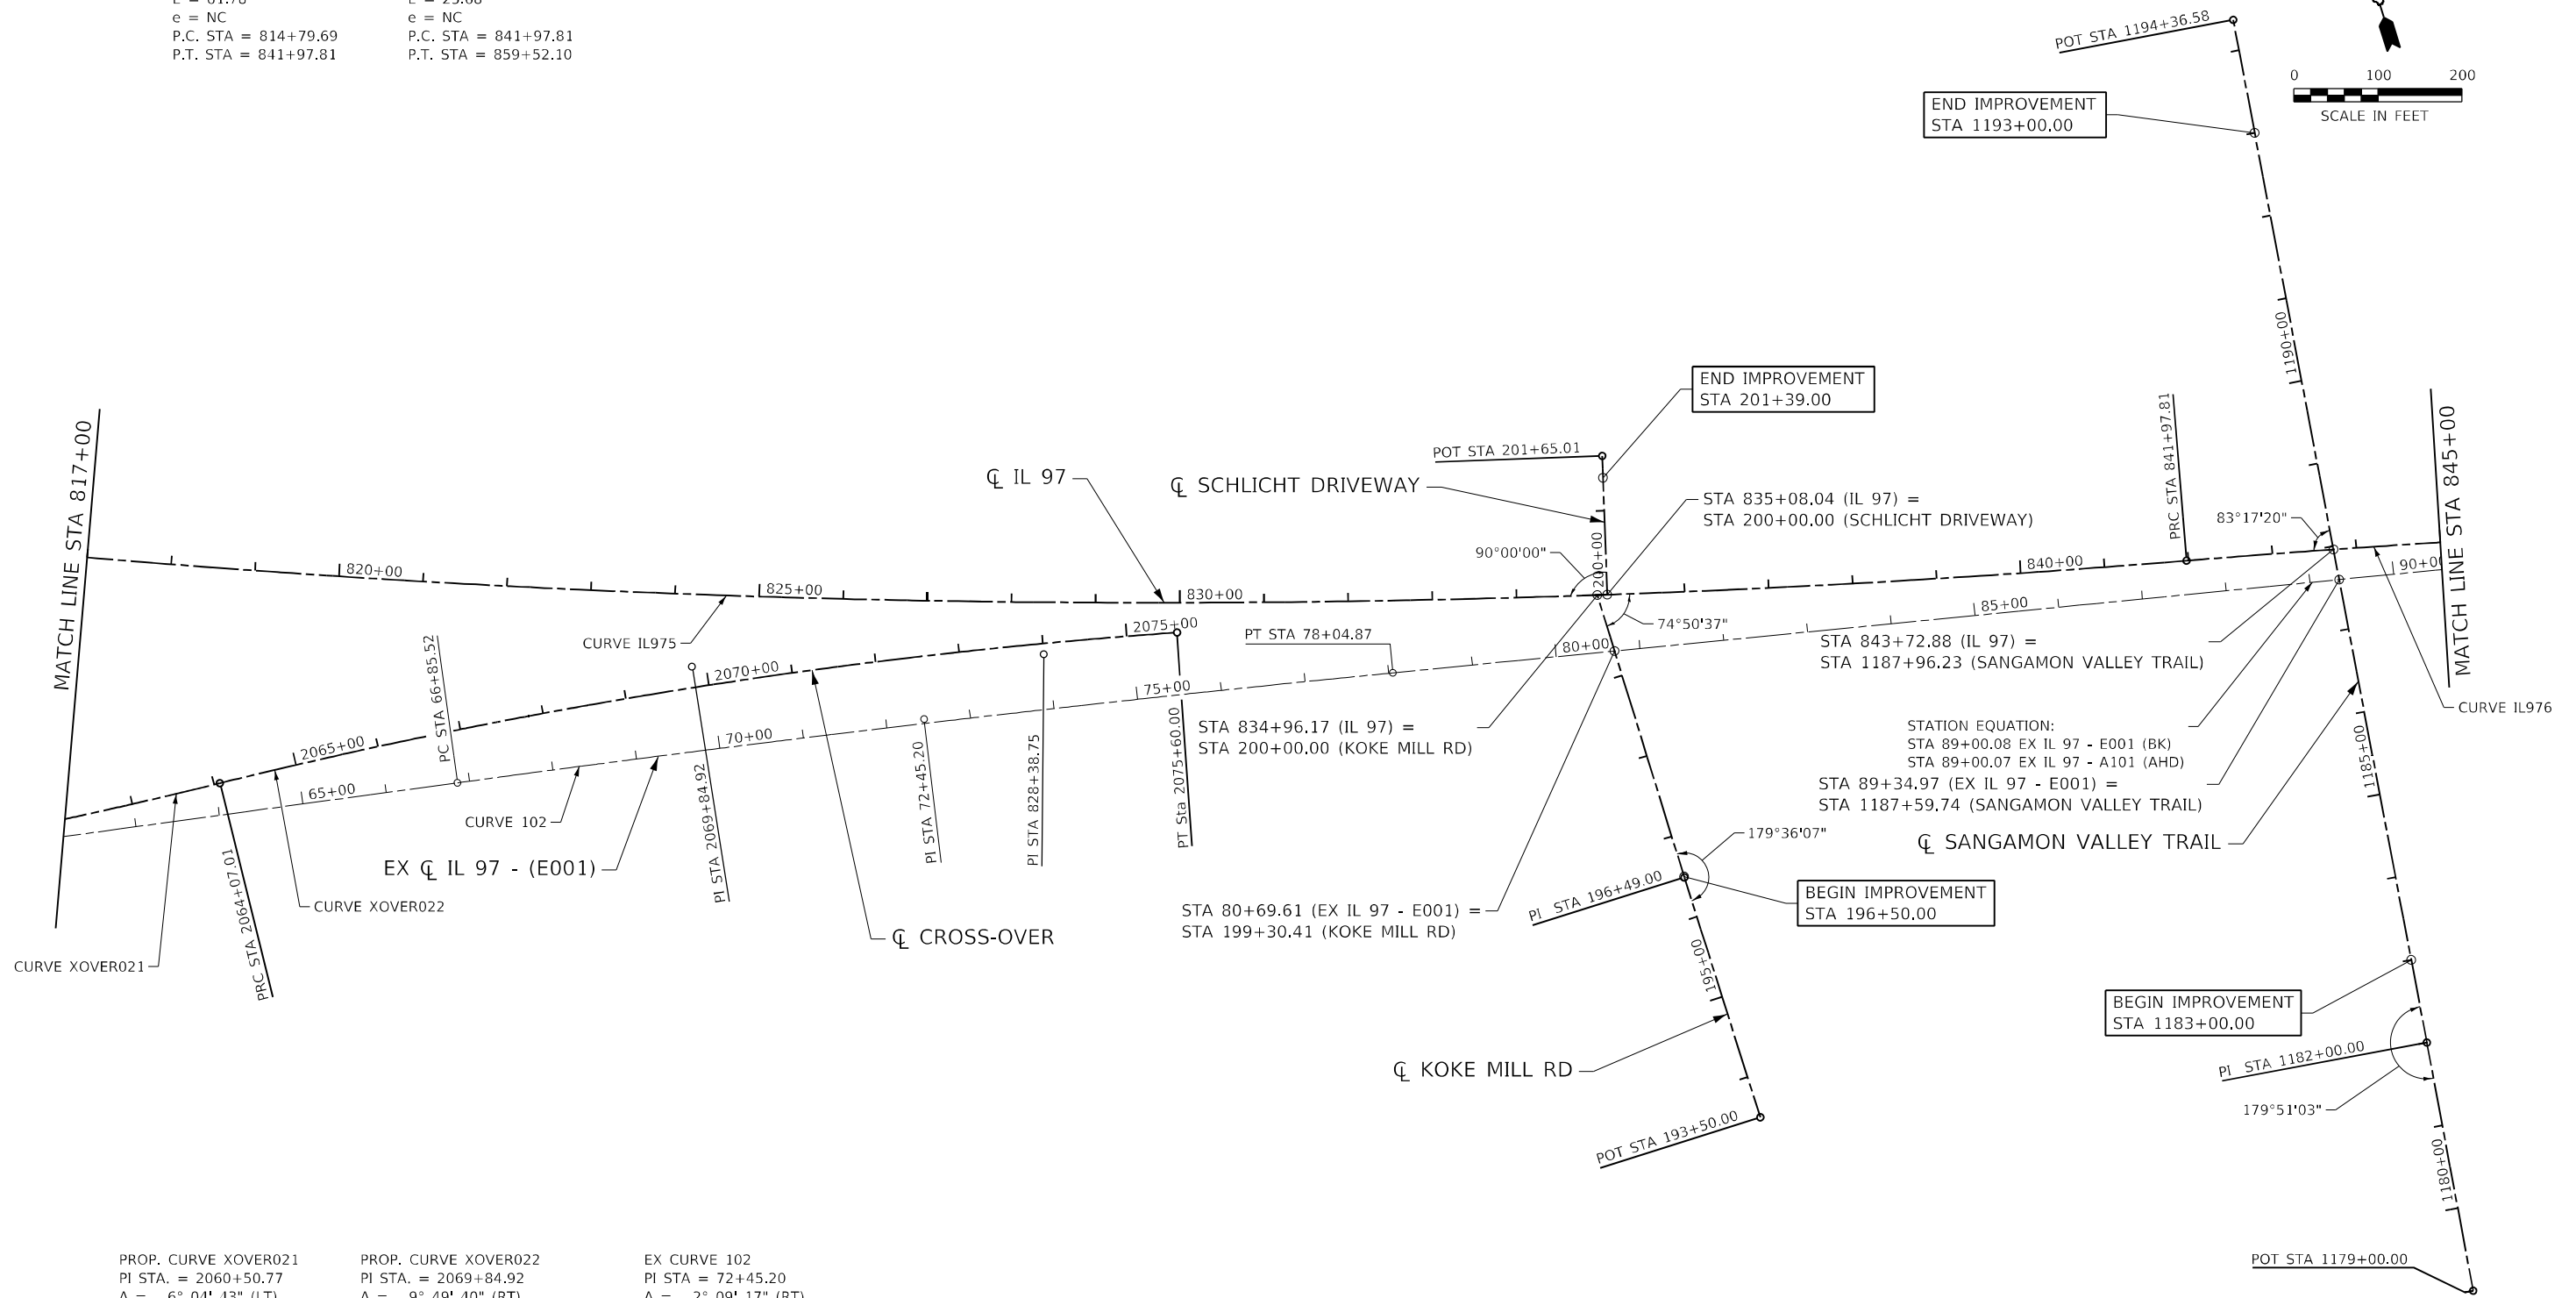 L = 61.78
e = NC
P.C. STA = 814+79.69
P.T. STA = 841+97.81
e = NC
P.C. STA = 841+97.81
P.T. STA = 859+52.10
POT STA 1194+36.58
0 100 200
SCALE IN FEET
END IMPROVEMENT
STA 1193+00.00
1190+00
END IMPROVEMENT
STA 201+39.00
POT STA 201+65.01
℄ IL 97
℄ SCHLICHT DRIVEWAY
STA 835+08.04 (IL 97) =
STA 200+00.00 (SCHLICHT DRIVEWAY)
PRC STA 841+97.81
83°17'20"
MATCH LINE STA 817+00
MATCH LINE STA 845+00
90°00'00"
200+00
820+00
825+00
830+00
840+00
90+00
CURVE IL975
2075+00
PT STA 78+04.87
80+00
74°50'37"
85+00
STA 843+72.88 (IL 97) =
STA 1187+96.23 (SANGAMON VALLEY TRAIL)
PC STA 66+85.52
2070+00
75+00
CURVE IL976
STA 834+96.17 (IL 97) =
STA 200+00.00 (KOKE MILL RD)
STATION EQUATION:
STA 89+00.08 EX IL 97 - E001 (BK)
STA 89+00.07 EX IL 97 - A101 (AHD)
STA 89+34.97 (EX IL 97 - E001) =
STA 1187+59.74 (SANGAMON VALLEY TRAIL)
1185+00
2065+00
70+00
65+00
PI STA 2069+84.92
PI STA 72+45.20
PI STA 828+38.75
PT Sta 2075+60.00
CURVE 102
179°36'07"
℄ SANGAMON VALLEY TRAIL
EX ℄ IL 97 - (E001)
PRC STA 2064+07.01
CURVE XOVER022
PI STA 196+49.00
BEGIN IMPROVEMENT
STA 196+50.00
STA 80+69.61 (EX IL 97 - E001) =
STA 199+30.41 (KOKE MILL RD)
℄ CROSS-OVER
CURVE XOVER021
195+00
BEGIN IMPROVEMENT
STA 1183+00.00
PI STA 1182+00.00
℄ KOKE MILL RD
179°51'03"
POT STA 193+50.00
1180+00
POT STA 1179+00.00
PROP. CURVE XOVER021
PI STA. = 2060+50.77
PROP. CURVE XOVER022
PI STA. = 2069+84.92
EX CURVE 102
PI STA = 72+45.20